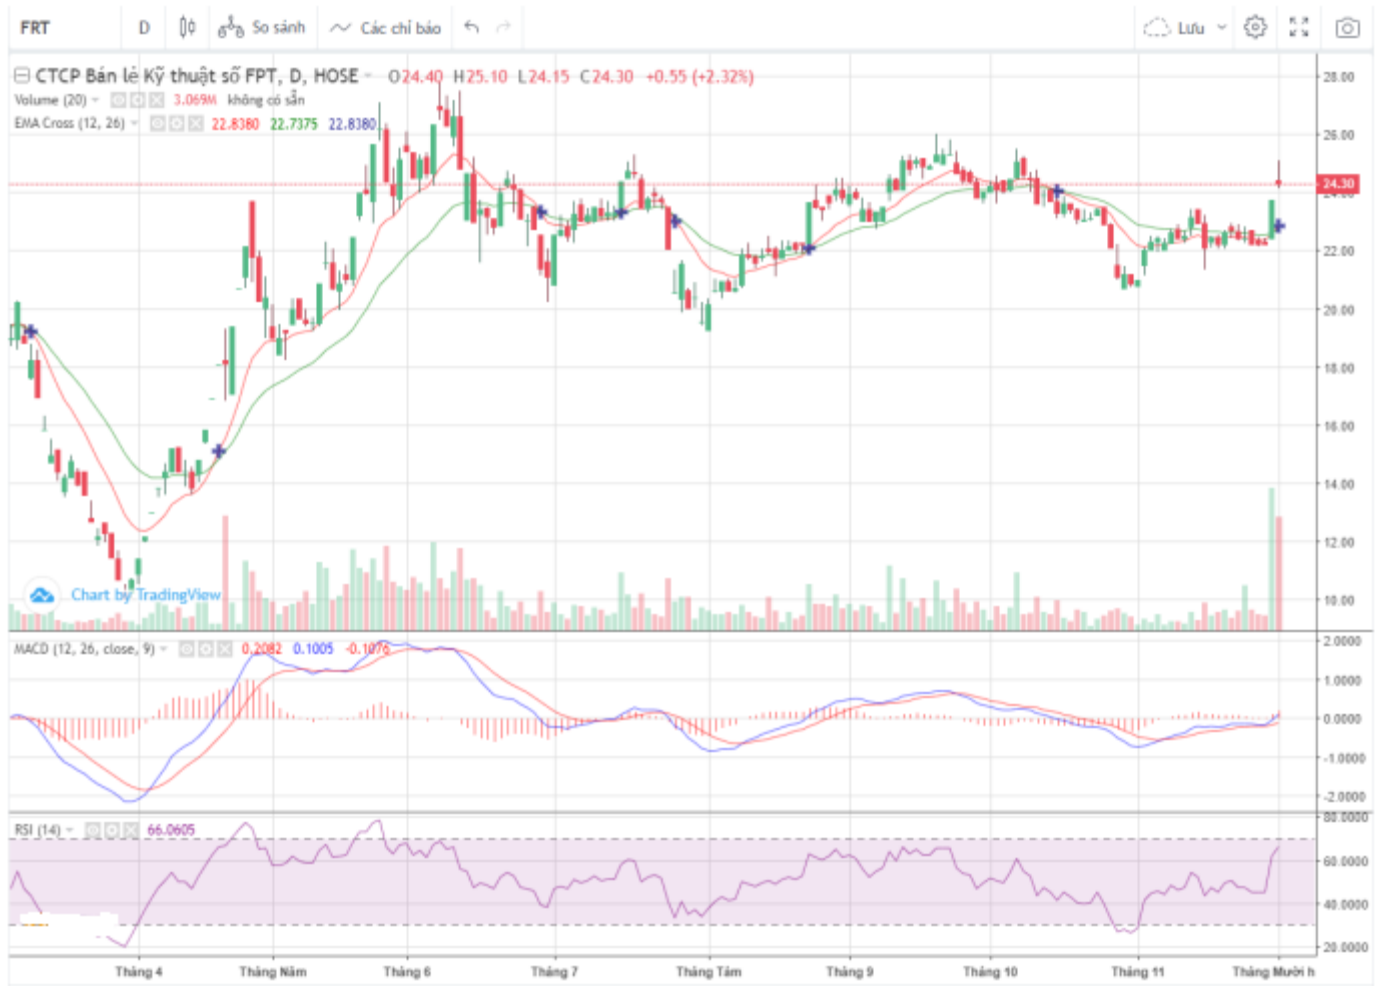 FRT D So sánh Các chỉ báo Lưu
CTCP Bán lẻ Kỹ thuật số FPT, D, HOSE O24.40 H25.10 L24.15 C24.30 +0.55 (+2.32%)
Volume (20) 3.069M không có sẵn
EMA Cross (12, 26) 22.8380 22.7375 22.8380
28.00
26.00
24.30
24.00
22.00
20.00
18.00
16.00
14.00
12.00
10.00
Chart by TradingView
MACD (12, 26, close, 9) 0.2082 0.1005 -0.1076
2.0000
1.0000
0.0000
-1.0000
-2.0000
RSI (14) 66.0605
80.0000
60.0000
40.0000
20.0000
Tháng 4 Tháng Năm Tháng 6 Tháng 7 Tháng Tám Tháng 9 Tháng 10 Tháng 11 Tháng Mười h